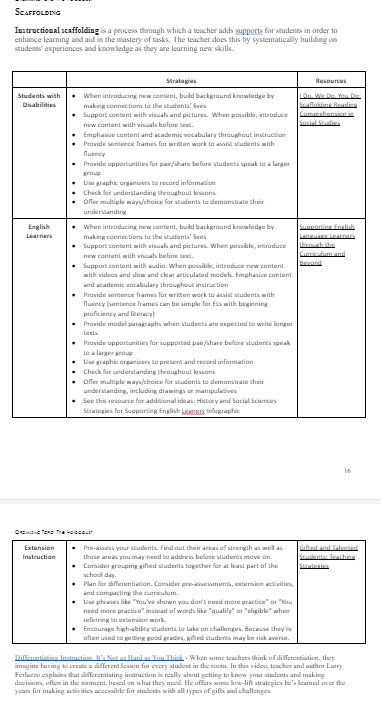 SCAFFOLDING
Instructional scaffolding is a process through which a teacher adds supports for students in order to
enhance learning and aid in the mastery of tasks. The teacher does this by systematically building on
students' experiences and knowledge as they are learning new skills.
Strategies
Resources
Students with
Disabilities
• When introducing new content, build background knowledge by
making connections to the students' lives
• Support content with visuals and pictures. When possible, introduce
new content with visuals before text.
• Emphasize content and academic vocabulary throughout instruction
• Provide sentence frames for written work to assist students with
fluency
• Provide opportunities for pair/share before students speak to a larger
group
• Use graphic organizers to record information
• Check for understanding throughout lessons.
• Offer multiple ways/choice for students to demonstrate their
understanding
I Do, We Do, You Do:
Scaffolding Reading
Comprehension in
Social Studies
English
Learners
• When introducing new content, build background knowledge by
making connections to the students' lives
• Support content with visuals and pictures. When possible, introduce
new content with visuals before text.
• Support content with audio. When possible, introduce new content
with videos and slow and clear articulated models. Emphasize content
and academic vocabulary throughout instruction
• Provide sentence frames for written work to assist students with
fluency (sentence frames can be simple for ELs with beginning
proficiency and literacy)
• Provide model paragraphs when students are expected to write longer
texts
• Provide opportunities for supported pair/share before students speak
to a larger group
• Use graphic organizers to present and record information
• Check for understanding throughout lessons
• Offer multiple ways/choice for students to demonstrate their
understanding, including drawings or manipulatives
• See this resource for additional ideas: History and Social Sciences
Strategies for Supporting English Leaners Infographic
Supporting English
Language Learners
through the
Curriculum and
Beyond
16
ORGANIZING TOPIC: THE HOLOCAUST
Extension
Instruction
• Pre-assess your students. Find out their areas of strength as well as
those areas you may need to address before students move on.
• Consider grouping gifted students together for at least part of the
school day.
• Plan for differentiation. Consider pre-assessments, extension activities,
and compacting the curriculum.
• Use phrases like "You've shown you don't need more practice" or "You
need more practice" instead of words like "qualify" or "eligible" when
referring to extension work.
• Encourage high-ability students to take on challenges. Because they're
often used to getting good grades, gifted students may be risk averse.
Gifted and Talented
Students: Teaching
Strategies
Differentiating Instruction: It's Not as Hard as You Think - When some teachers think of differentiation, they
imagine having to create a different lesson for every student in the room. In this video, teacher and author Larry
Ferlazzo explains that differentiating instruction is really about getting to know your students and making
decisions, often in the moment, based on what they need. He offers some low-lift strategies he's learned over the
years for making activities accessible for students with all types of gifts and challenges.